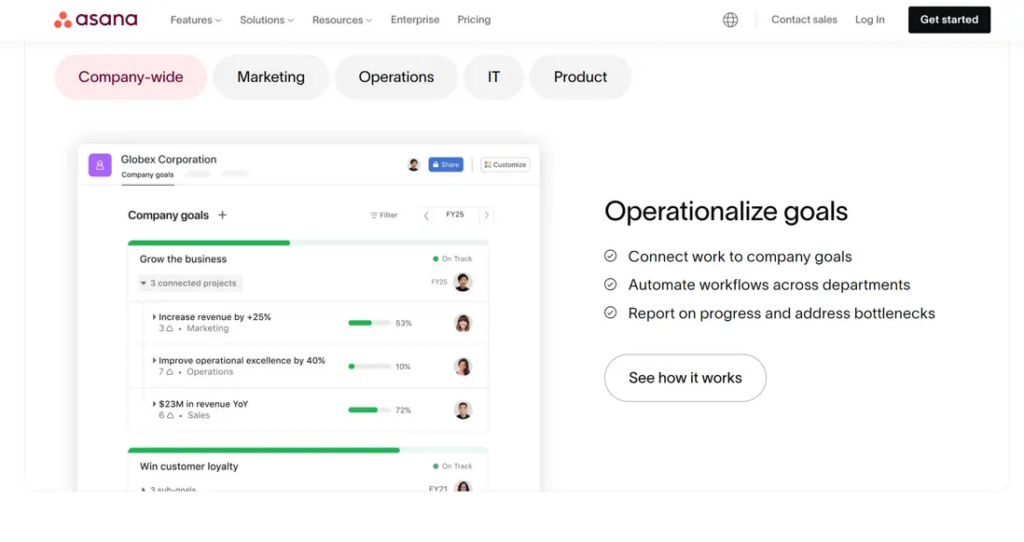 asana
Features
Solutions
Resources
Enterprise
Pricing
Contact sales
Log In
Get started
Company-wide
Marketing
Operations
IT
Product
Globex Corporation
Company goals
Share
Customize
Company goals +
Filter
FY25
Grow the business
On Track
3 connected projects
FY25
Increase revenue by +25%
3 • Marketing
53%
Improve operational excellence by 40%
7 • Operations
10%
$23M in revenue YoY
6 • Sales
72%
Win customer loyalty
On Track
3 sub-goals
FY21
Operationalize goals
Connect work to company goals
Automate workflows across departments
Report on progress and address bottlenecks
See how it works